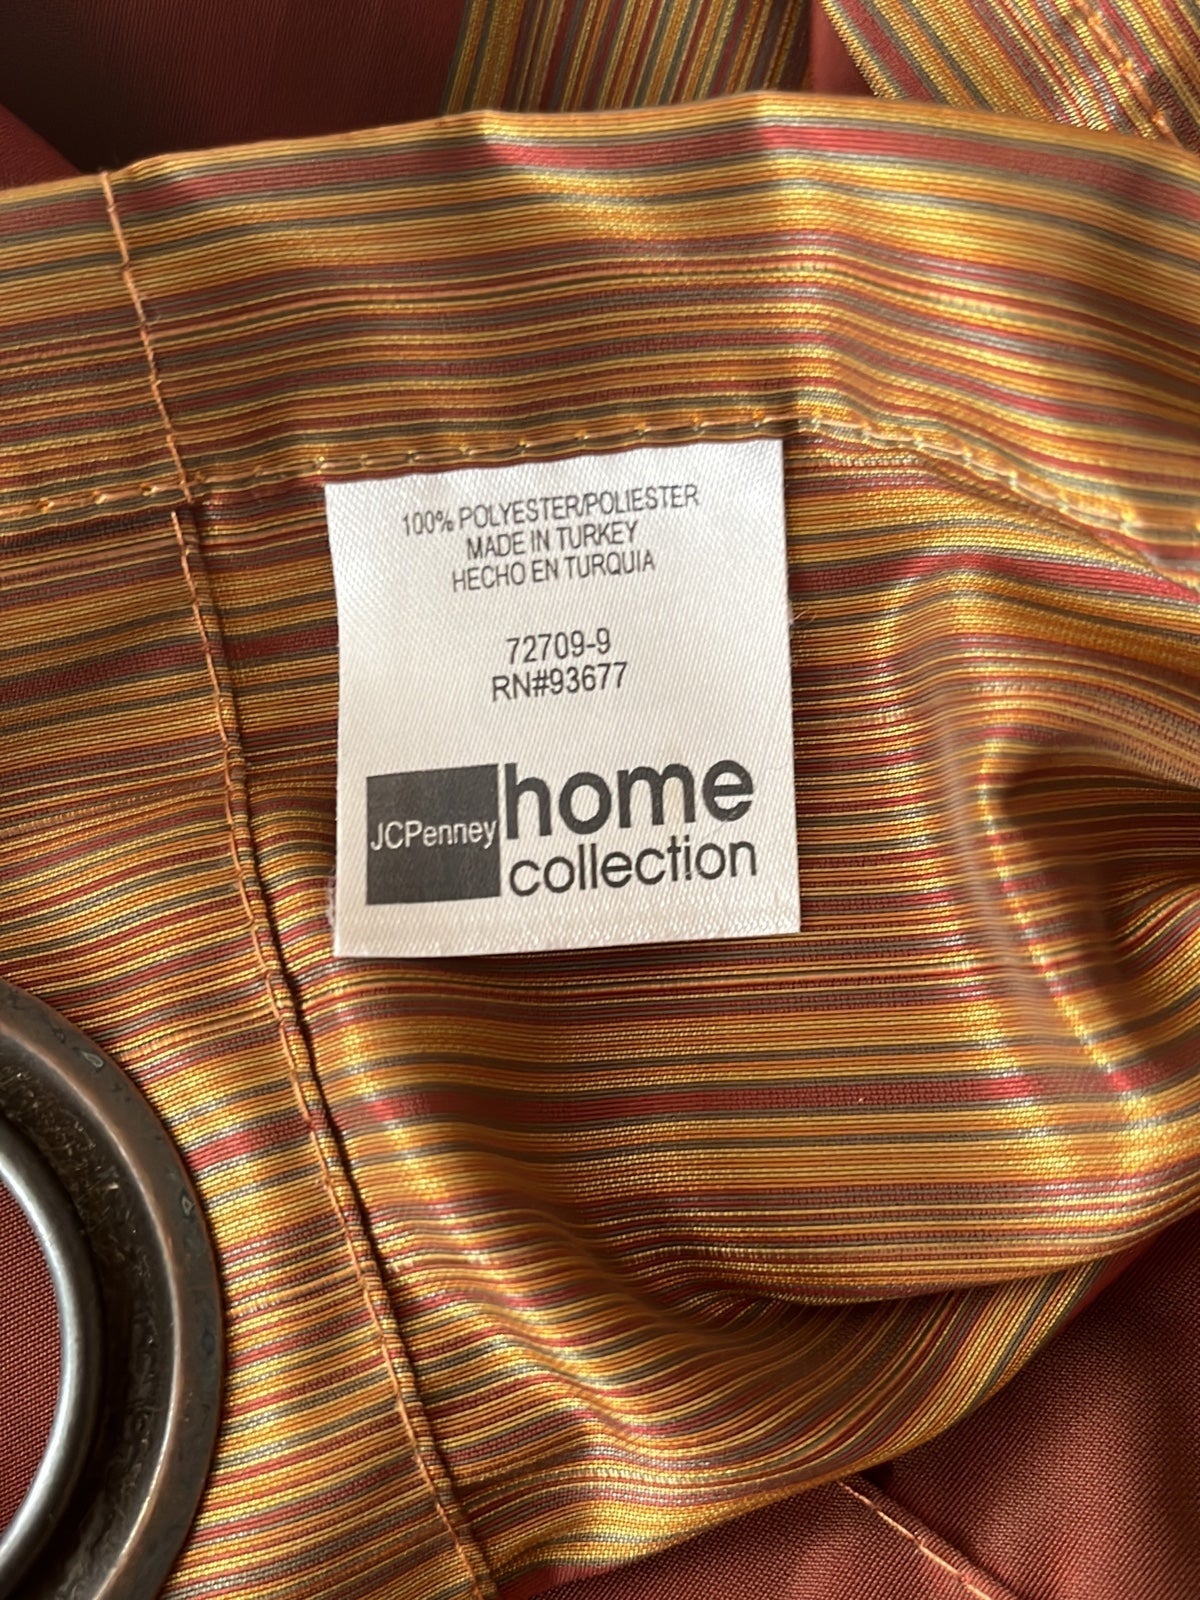 100% POLYESTER/POLIESTER
MADE IN TURKEY
HECHO EN TURQUIA
72709-9
RN#93677
JCPenney home
collection